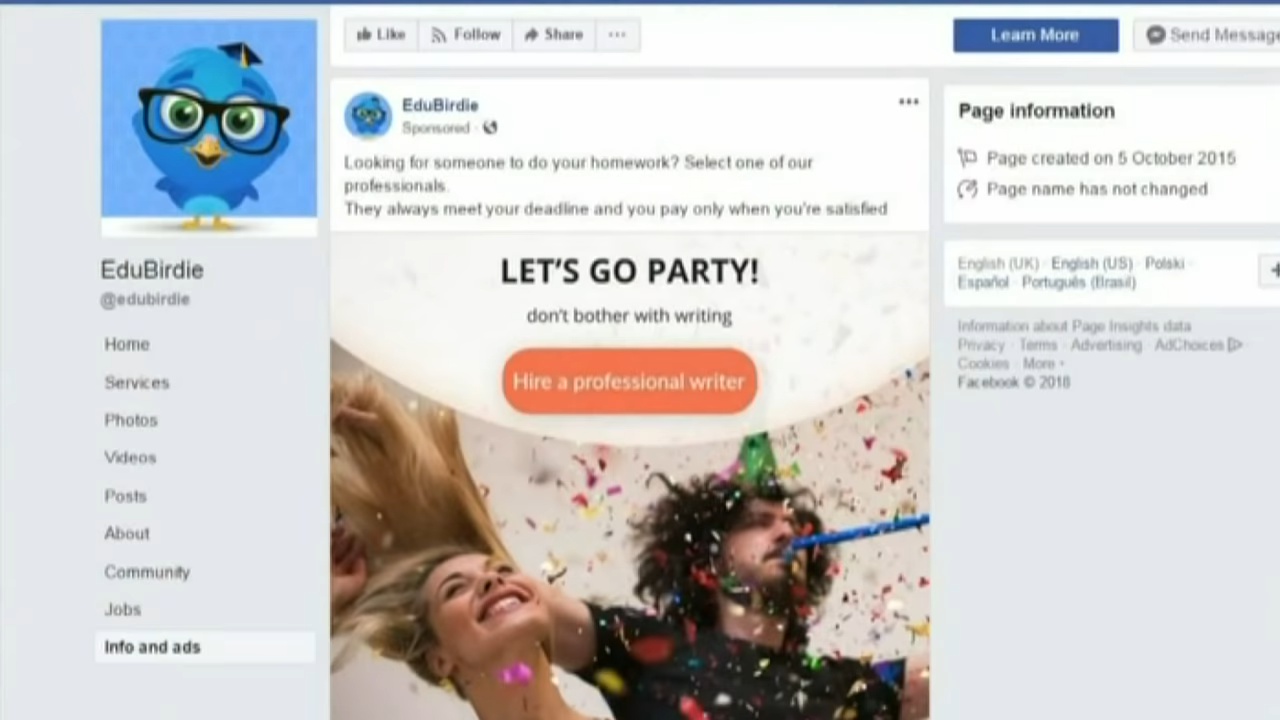 Like
Follow
Share
Learn More
Send Message
EduBirdie
Sponsored
Looking for someone to do your homework? Select one of our
professionals.
They always meet your deadline and you pay only when you're satisfied
LET'S GO PARTY!
don't bother with writing
Hire a professional writer
EduBirdie
@edubirdie
Home
Services
Photos
Videos
Posts
About
Community
Jobs
Info and ads
Page information
Page created on 5 October 2015
Page name has not changed
English (UK) · English (US) · Polski ·
Español · Português (Brasil)
Information about Page Insights data
Privacy · Terms · Advertising · AdChoices ·
Cookies · More
Facebook © 2018